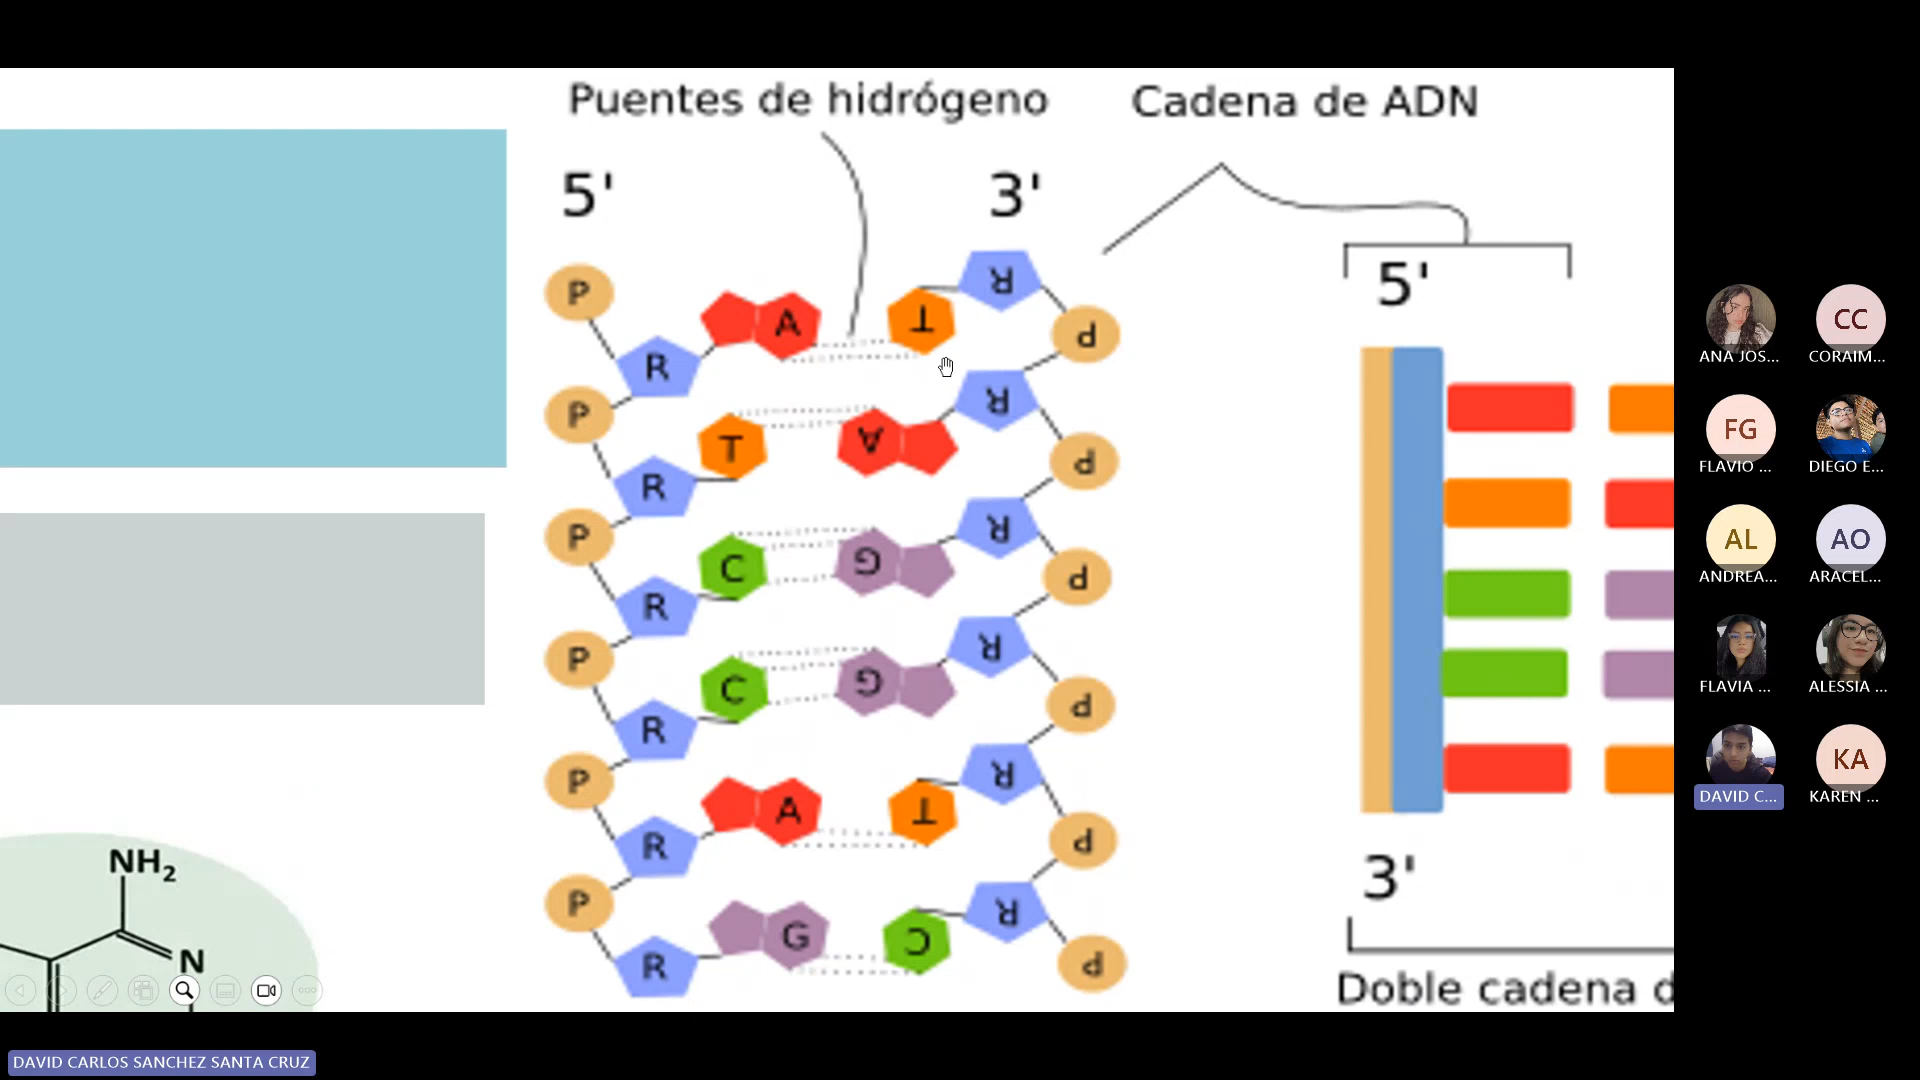 Puentes de hidrógeno
Cadena de ADN
5' 3'
5'
P R A T R P
P R T A R P
P R C G R P
P R C G R P
P R A T R P
P R G C R P
3'
Doble cadena d
NH2
N
ANA JOS... CORAIM...
CC
FG
FLAVIO ... DIEGO E...
AL AO
ANDREA... ARACEL...
FLAVIA ... ALESSIA ...
KA
DAVID C... KAREN ...
DAVID CARLOS SANCHEZ SANTA CRUZ